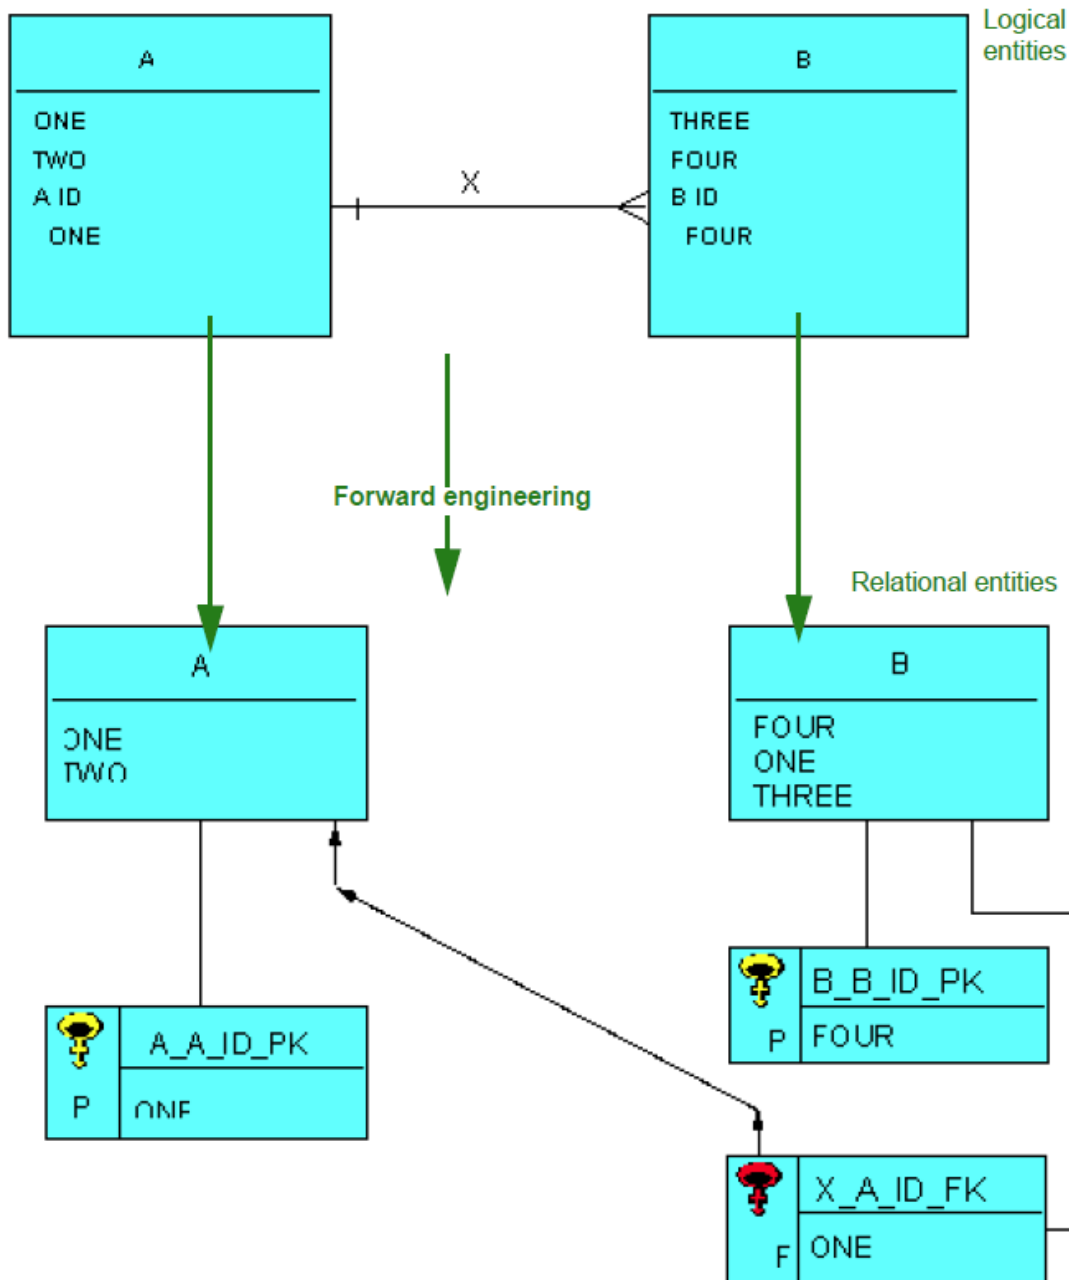 Logical
entities
A
ONE
TWO
A ID
ONE
X
B
THREE
FOUR
B ID
FOUR
Forward engineering
Relational entities
A
ONE
TWO
B
FOUR
ONE
THREE
A_A_ID_PK
P
ONE
B_B_ID_PK
P
FOUR
X_A_ID_FK
F
ONE